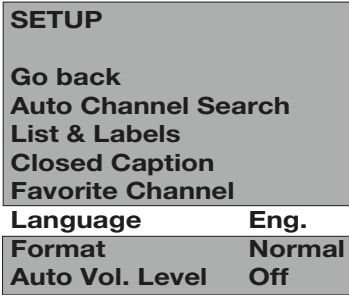 SETUP
Go back
Auto Channel Search
List & Labels
Closed Caption
Favorite Channel
Language Eng.
Format Normal
Auto Vol. Level Off